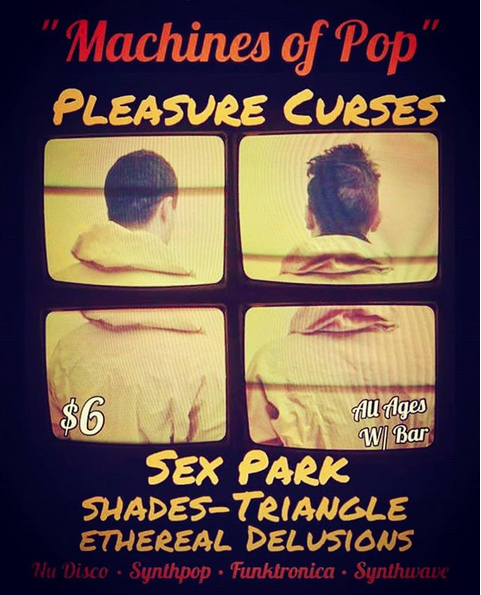 "Machines of Pop"
PLEASURE CURSES
$6
All Ages
W/ Bar
SEX PARK
SHADES-TRIANGLE
ETHEREAL DELUSIONS
Nu Disco • Synthpop • Funktronica • Synthwave